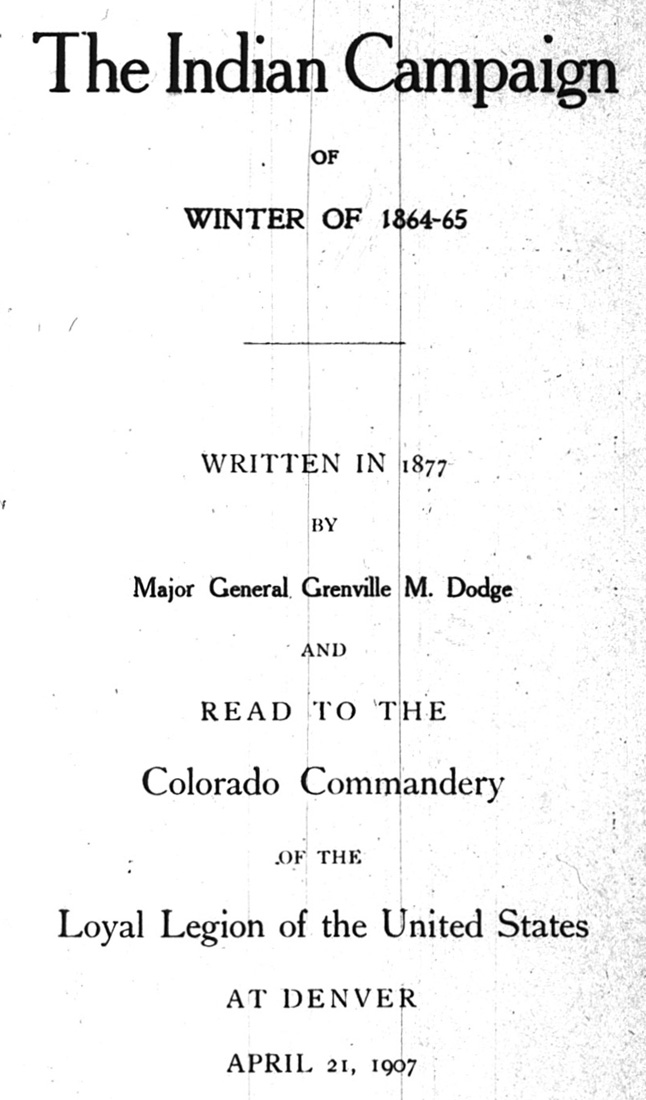 The Indian Campaign
OF
WINTER OF 1864-65
WRITTEN IN 1877
BY
Major General Grenville M. Dodge
AND
READ TO THE
Colorado Commandery
OF THE
Loyal Legion of the United States
AT DENVER
APRIL 21, 1907